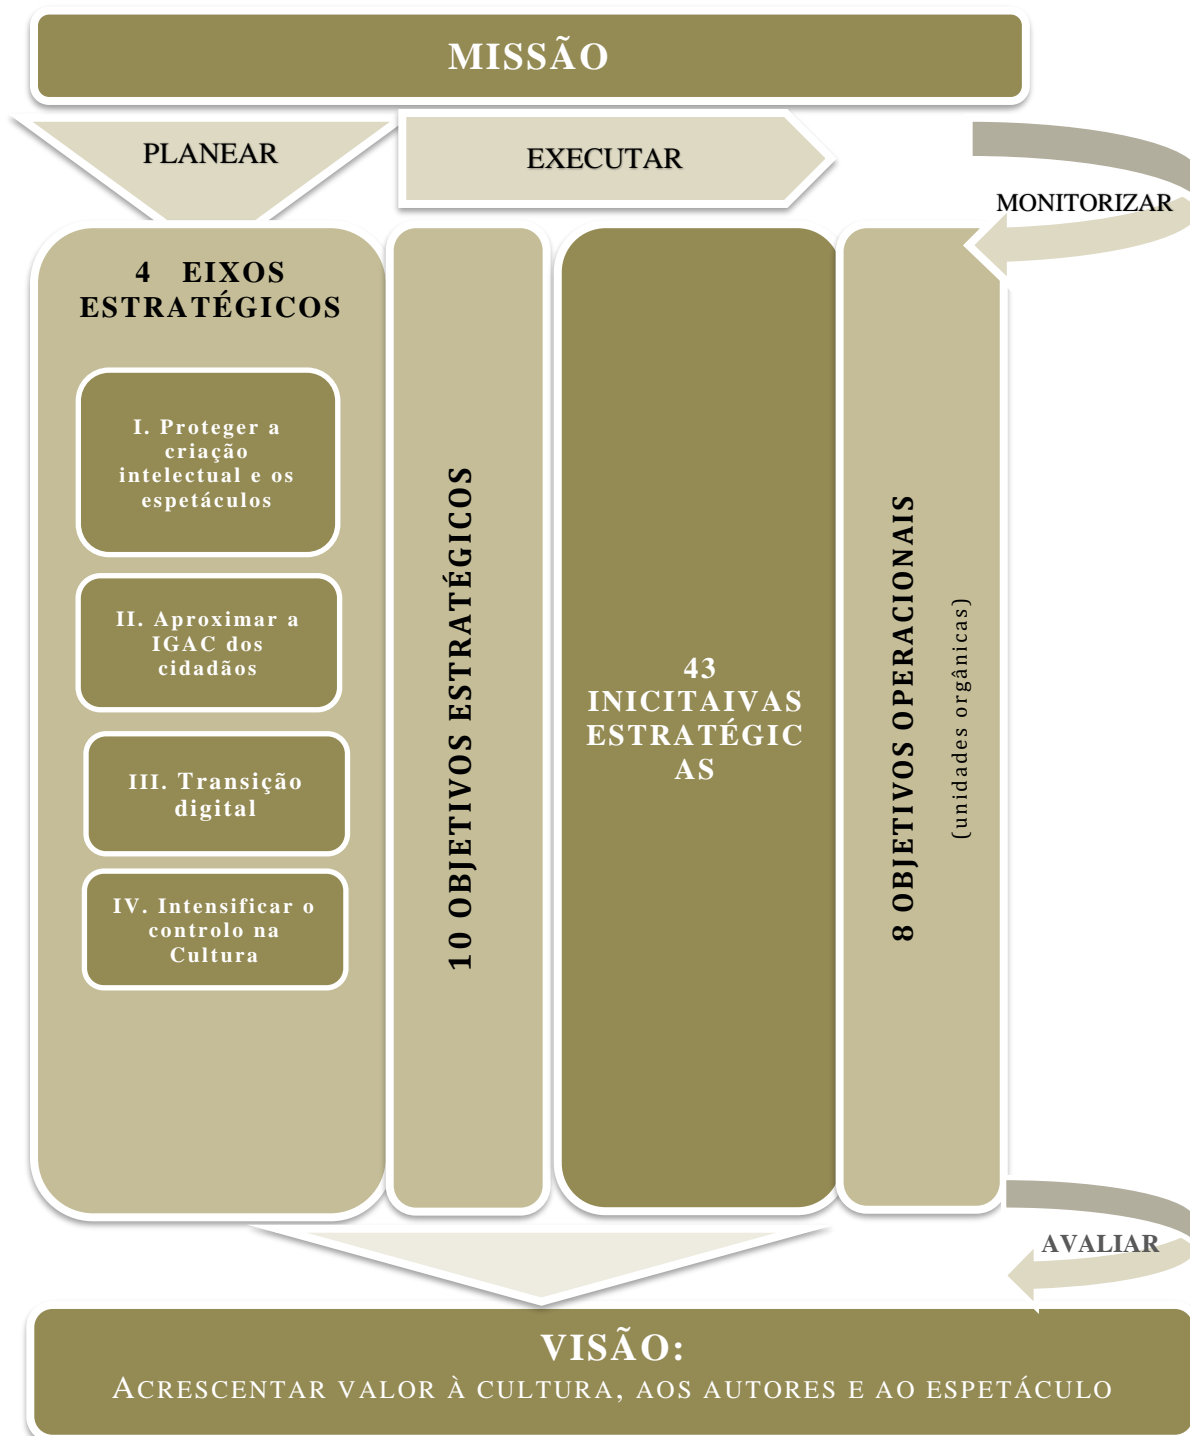 MISSÃO
PLANEAR
EXECUTAR
MONITORIZAR
4 EIXOS
ESTRATÉGICOS
I. Proteger a
criação
intelectual e os
espetáculos
II. Aproximar a
IGAC dos
cidadãos
III. Transição
digital
IV. Intensificar o
controlo na
Cultura
10 OBJETIVOS ESTRATÉGICOS
43
INICITAIVAS
ESTRATÉGIC
AS
8 OBJETIVOS OPERACIONAIS
(unidades orgânicas)
AVALIAR
VISÃO:
ACRESCENTAR VALOR À CULTURA, AOS AUTORES E AO ESPETÁCULO